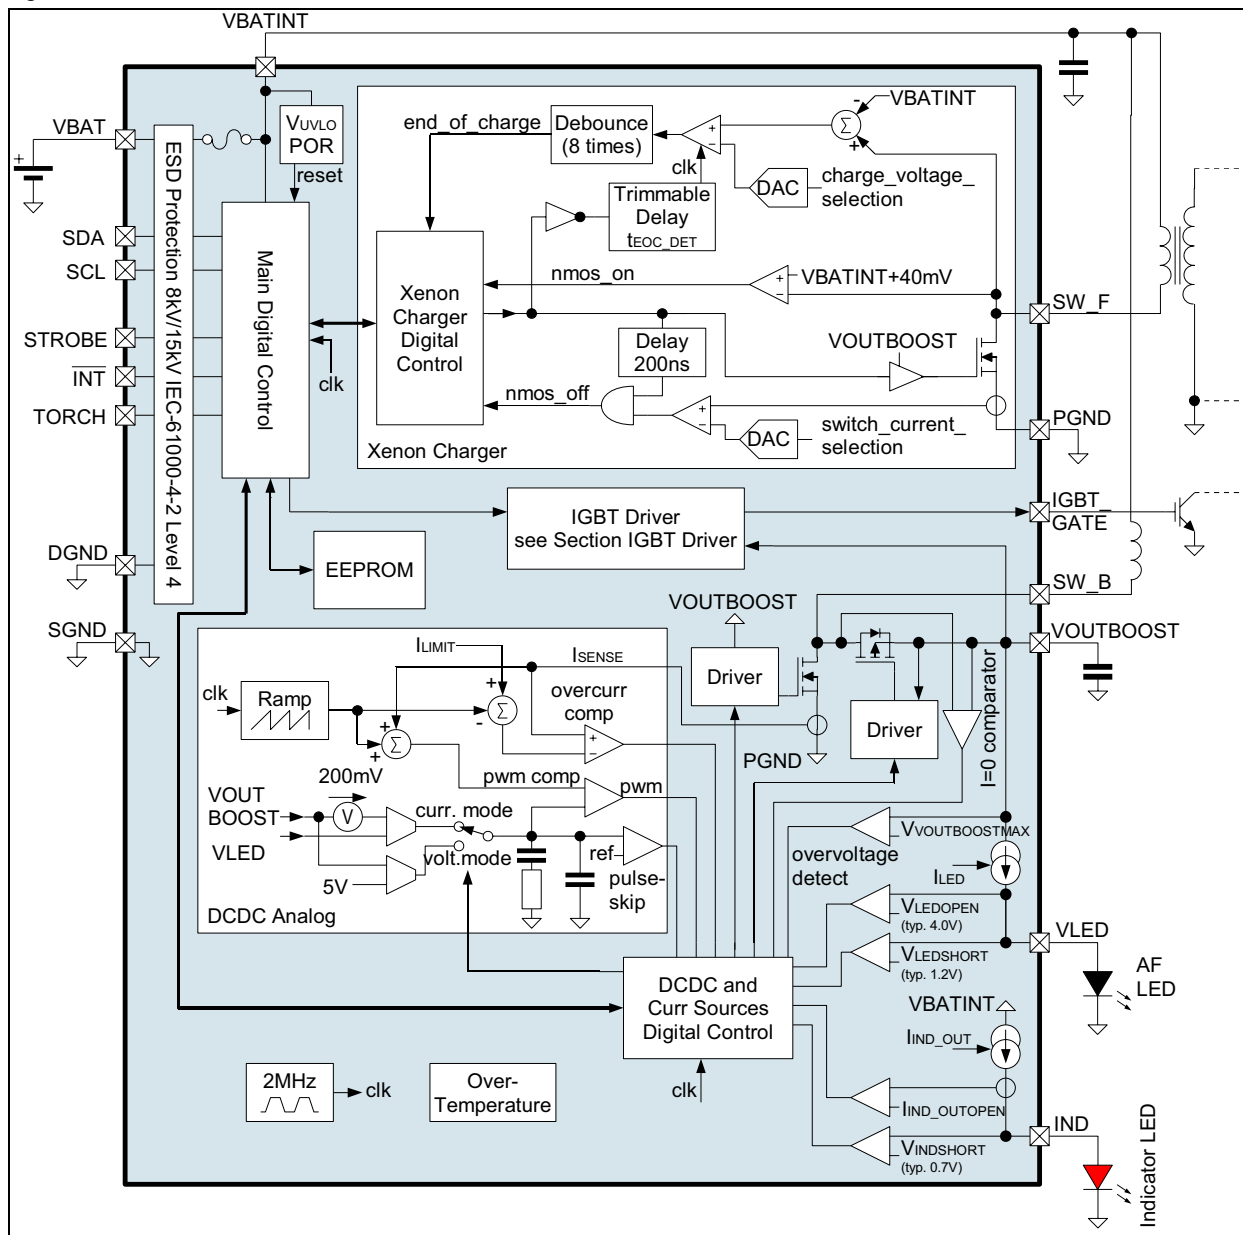 VBATINT
VBAT
+
SDA
SCL
STROBE
INT
TORCH
DGND
SGND
ESD Protection 8kV/15kV IEC-61000-4-2 Level 4
VUVLO
POR
reset
Main Digital Control
clk
EEPROM
end_of_charge
Debounce
(8 times)
clk
+
−
-
Σ
+
VBATINT
DAC
charge_voltage_
selection
Trimmable
Delay
tEOC_DET
Xenon
Charger
Digital
Control
nmos_on
+
−
VBATINT+40mV
Delay
200ns
VOUTBOOST
nmos_off
+
−
DAC
switch_current_
selection
Xenon Charger
SW_F
PGND
IGBT Driver
see Section IGBT Driver
IGBT_
GATE
SW_B
VOUTBOOST
ILIMIT
ISENSE
clk
Ramp
+
+
Σ
+
-
Σ
overcurr
comp
+
−
200mV
VOUT
BOOST
V
VLED
5V
curr. mode
volt.mode
pwm comp
pwm
ref
pulse-
skip
DCDC Analog
VOUTBOOST
Driver
PGND
Driver
I=0 comparator
VVOUTBOOSTMAX
overvoltage
detect
ILED
VLEDOPEN
(typ. 4.0V)
VLEDSHORT
(typ. 1.2V)
VLED
AF
LED
VBATINT
IIND_OUT
IIND_OUTOPEN
VINDSHORT
(typ. 0.7V)
IND
Indicator LED
DCDC and
Curr Sources
Digital Control
clk
2MHz
clk
Over-
Temperature